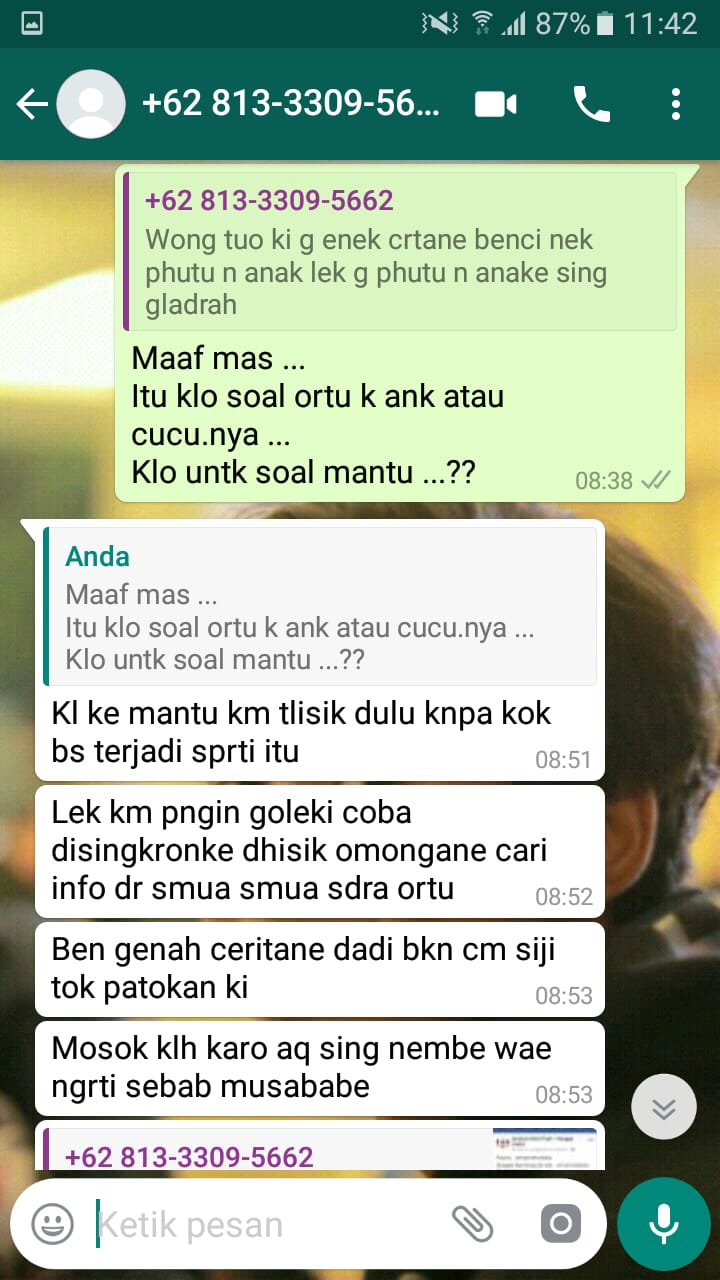 87% 11:42
+62 813-3309-56...
+62 813-3309-5662
Wong tuo ki g enek crtane benci nek
phutu n anak lek g phutu n anake sing
gladrah
Maaf mas ...
Itu klo soal ortu k ank atau
cucu.nya ...
Klo untk soal mantu ...??
08:38
Anda
Maaf mas ...
Itu klo soal ortu k ank atau cucu.nya ...
Klo untk soal mantu ...??
Kl ke mantu km tlisik dulu knpa kok
bs terjadi sprti itu
08:51
Lek km pngin goleki coba
disingkronke dhisik omongane cari
info dr smua smua sdra ortu
08:52
Ben genah ceritane dadi bkn cm siji
tok patokan ki
08:53
Mosok klh karo aq sing nembe wae
ngrti sebab musababe
08:53
+62 813-3309-5662
Ketik pesan